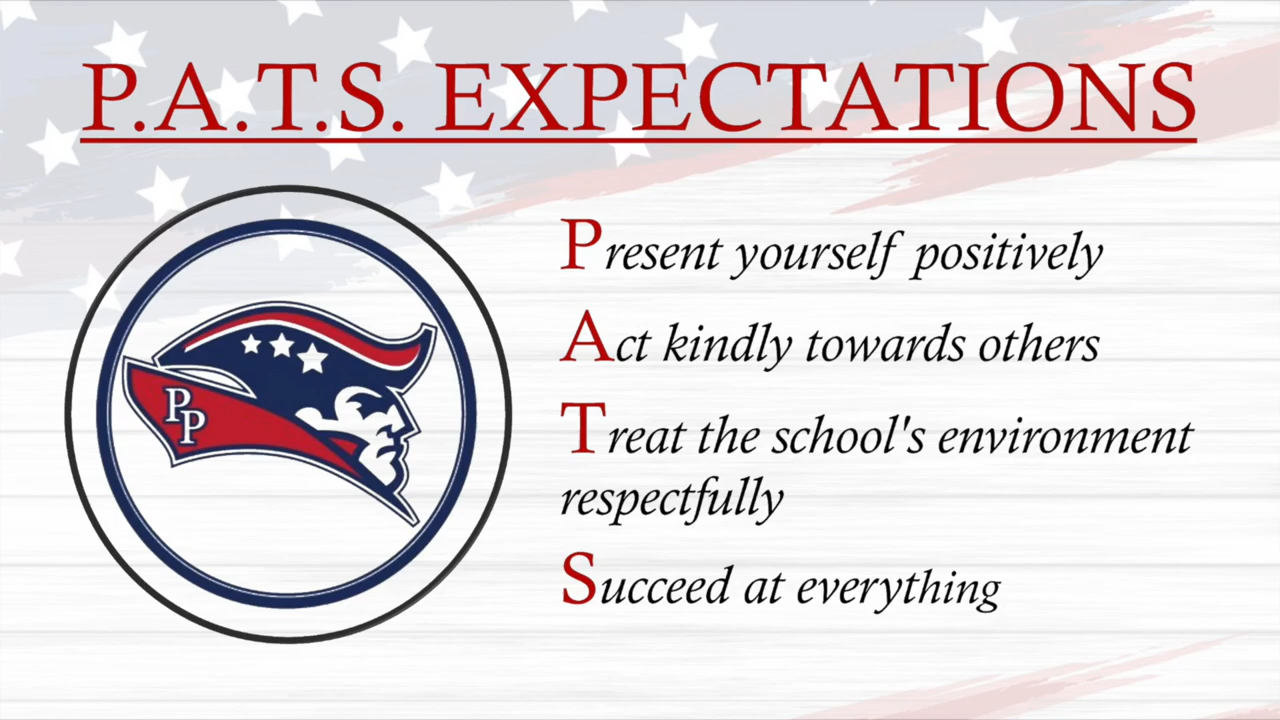 P.A.T.S. EXPECTATIONS
PP
Present yourself positively
Act kindly towards others
Treat the school's environment
respectfully
Succeed at everything